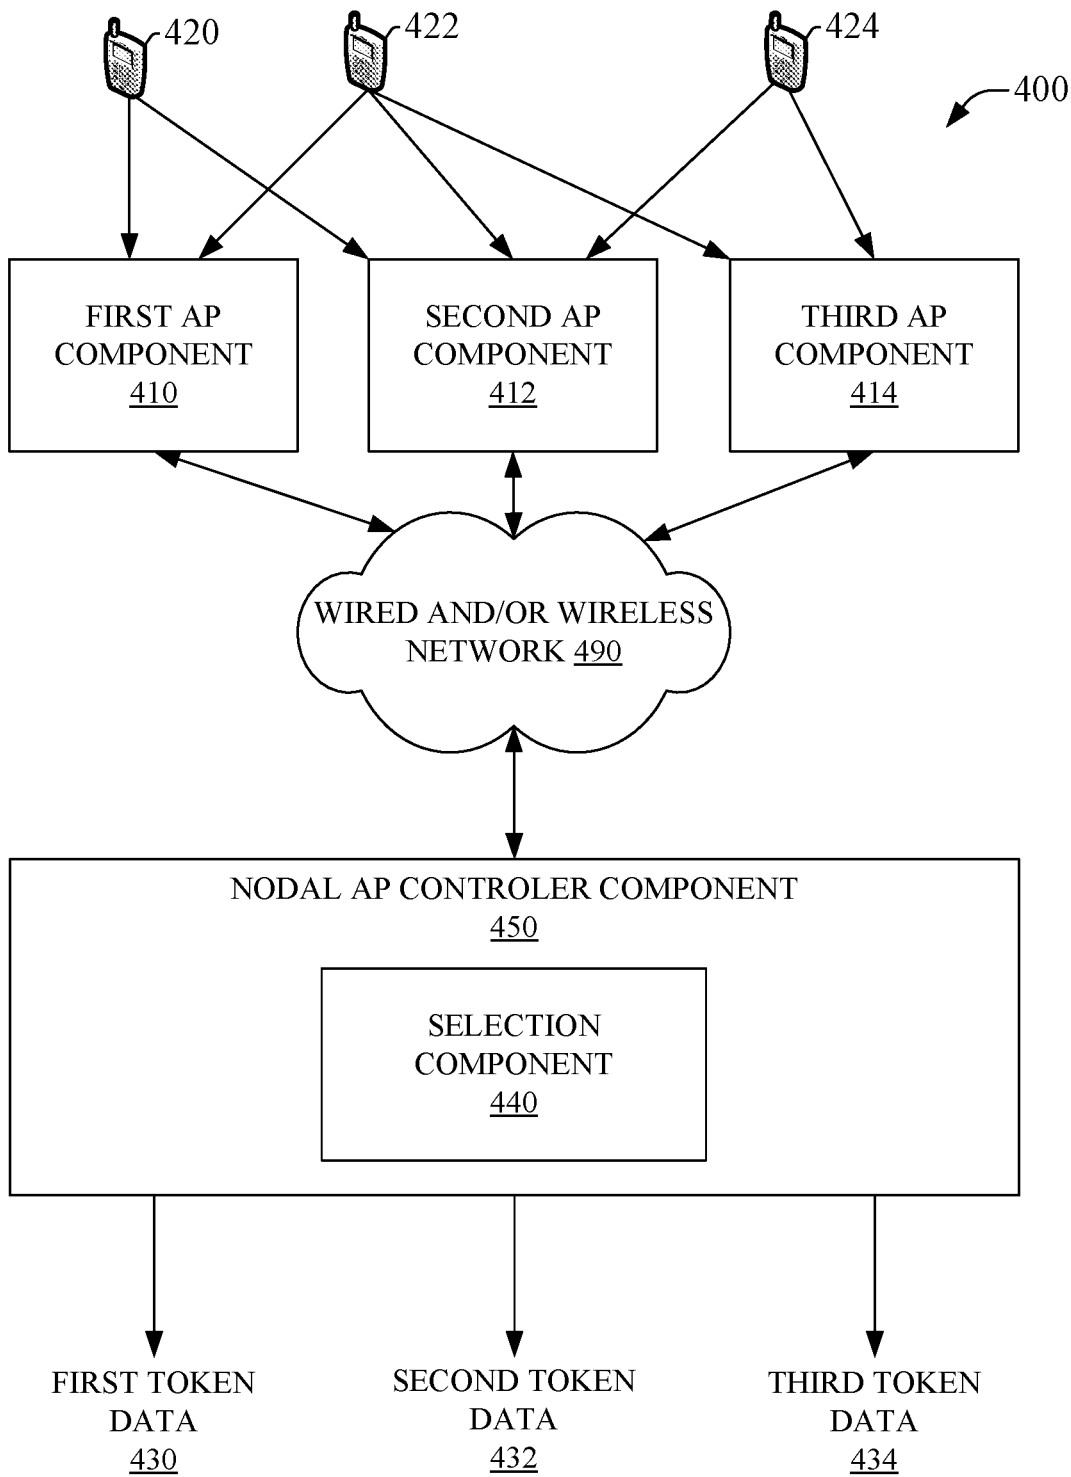 420
422
424
400
FIRST AP
COMPONENT
410
SECOND AP
COMPONENT
412
THIRD AP
COMPONENT
414
WIRED AND/OR WIRELESS
NETWORK 490
NODAL AP CONTROLER COMPONENT
450
SELECTION
COMPONENT
440
FIRST TOKEN
DATA
430
SECOND TOKEN
DATA
432
THIRD TOKEN
DATA
434